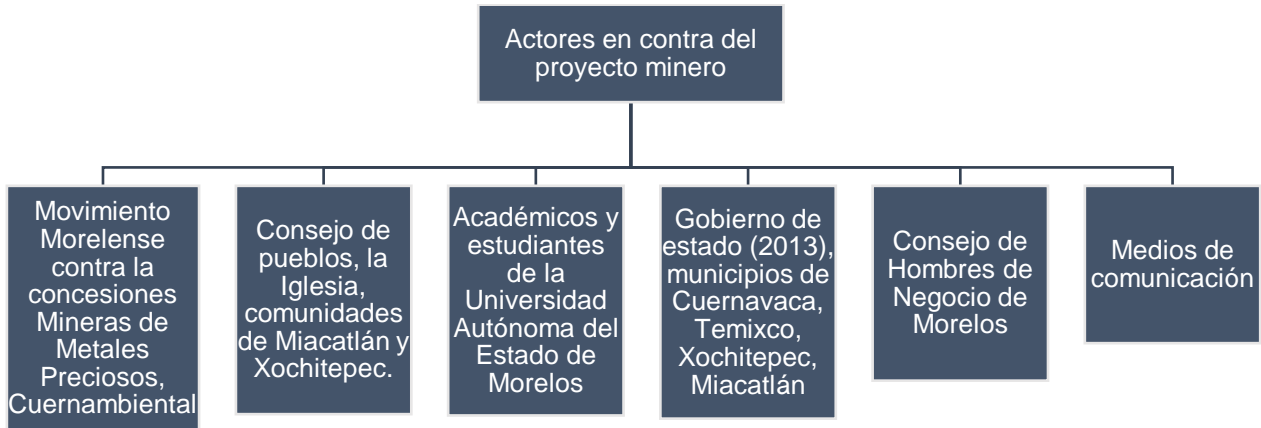 Actores en contra del
proyecto minero
Movimiento
Morelense
contra la
concesiones
Mineras de
Metales
Preciosos,
Cuernambiental
Consejo de
pueblos, la
Iglesia,
comunidades
de Miacatlán y
Xochitepec.
Académicos y
estudiantes
de la
Universidad
Autónoma del
Estado de
Morelos
Gobierno de
estado (2013),
municipios de
Cuernavaca,
Temixco,
Xochitepec,
Miacatlán
Consejo de
Hombres de
Negocio de
Morelos
Medios de
comunicación